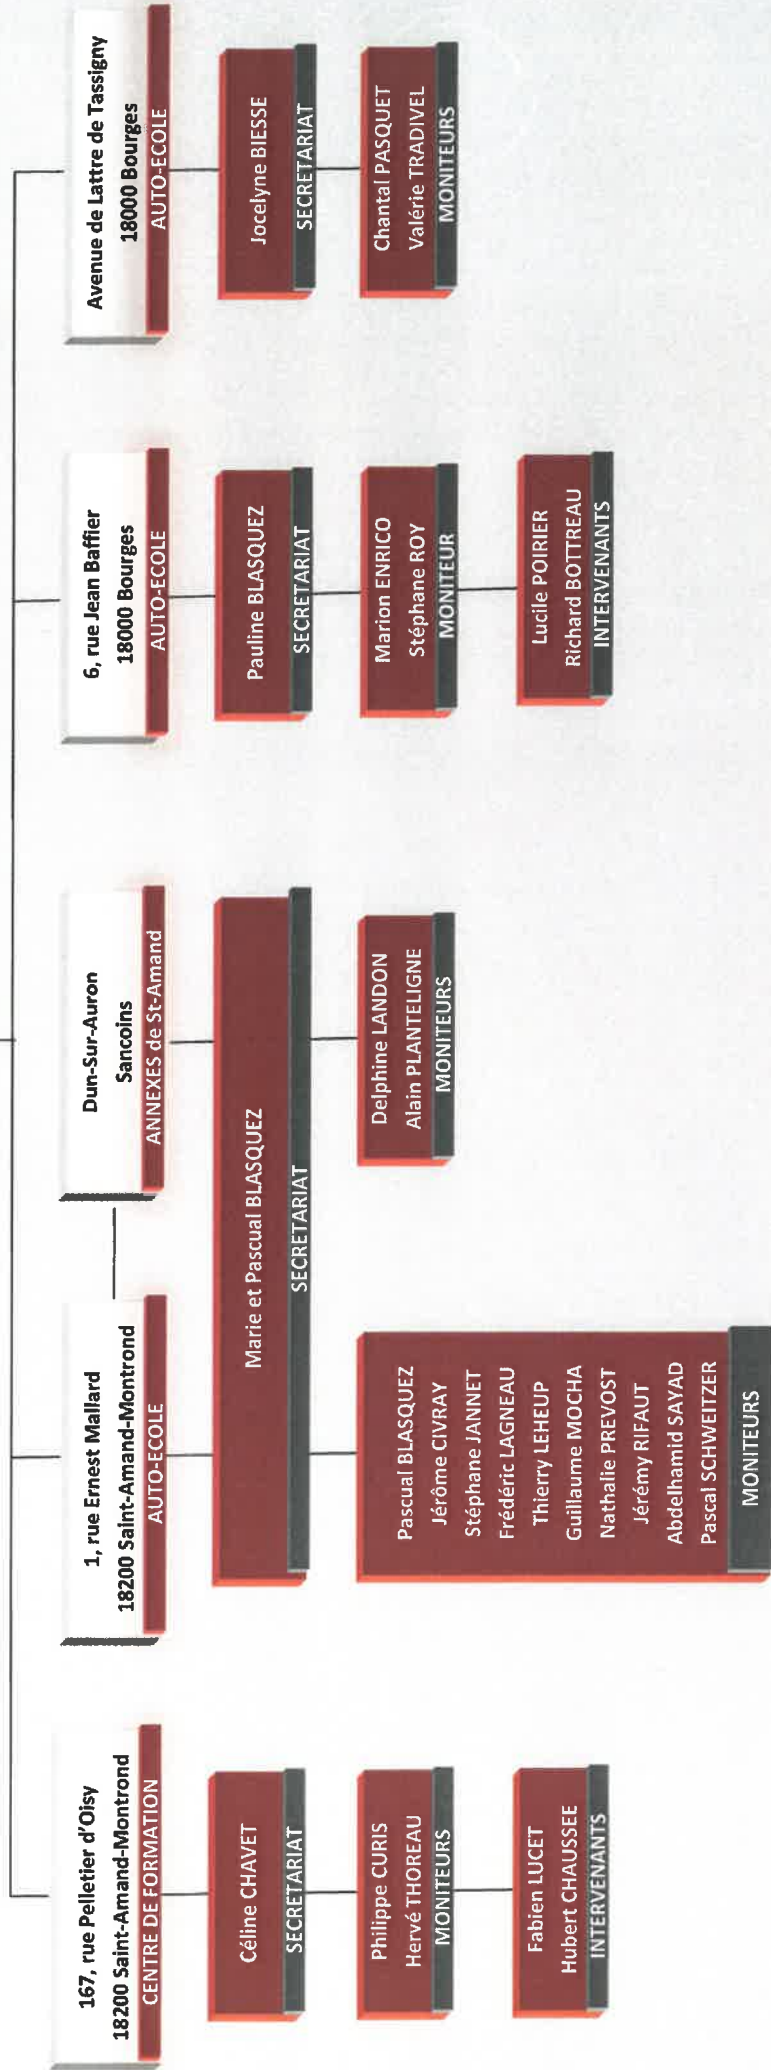 167, rue Pelletier d'Oisy
18200 Saint-Amand-Montrond
CENTRE DE FORMATION
Céline CHAVET
SECRETARIAT
Philippe CURIS
Hervé THOREAU
MONITEURS
Fabien LUCET
Hubert CHAUSSEE
INTERVENANTS
1, rue Ernest Mallard
18200 Saint-Amand-Montrond
AUTO-ECOLE
Dun-Sur-Auron
Sancoins
ANNEXES de St-Amand
Marie et Pascual BLASQUEZ
SECRETARIAT
Pascual BLASQUEZ
Jérôme CIVRAY
Stéphane JANNET
Frédéric LAGNEAU
Thierry LEHEUP
Guillaume MOCHA
Nathalie PREVOST
Jérémy RIFAUT
Abdelhamid SAYAD
Pascal SCHWEITZER
MONITEURS
Delphine LANDON
Alain PLANTELIGNE
MONITEURS
6, rue Jean Baffier
18000 Bourges
AUTO-ECOLE
Pauline BLASQUEZ
SECRETARIAT
Marion ENRICO
Stéphane ROY
MONITEUR
Lucile POIRIER
Richard BOTTREAU
INTERVENANTS
Avenue de Lattre de Tassigny
18000 Bourges
AUTO-ECOLE
Jocelyne BIESSE
SECRETARIAT
Chantal PASQUET
Valérie TRADIVEL
MONITEURS